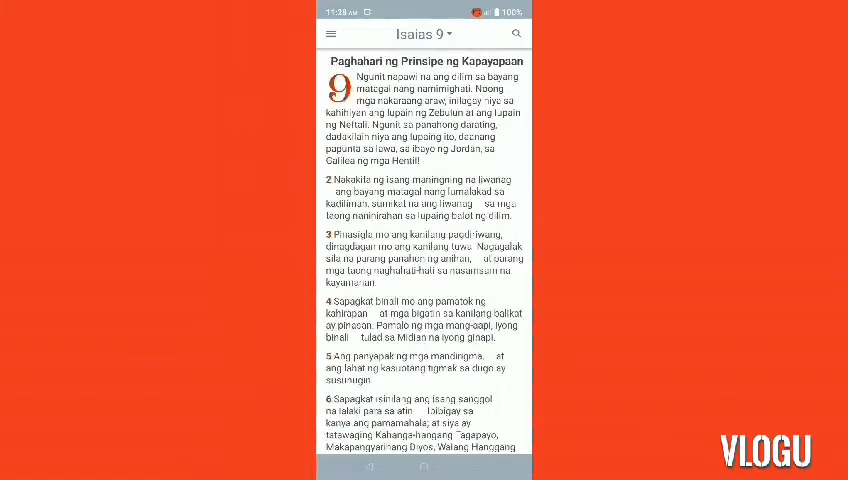 11:28 AM
100%
Isaias 9
Paghahari ng Prinsipe ng Kapayapaan
9 Ngunit napawi na ang dilim sa bayang
matagal nang namimighati. Noong
mga nakaraang araw, inilagay niya sa
kahihiyan ang lupain ng Zebulun at ang lupain
ng Neftali. Ngunit sa panahong darating,
dadakilain niya ang lupaing ito, daanang
papunta sa lawa, sa ibayo ng Jordan, sa
Galilea ng mga Hentil!
2 Nakakita ng isang maningning na liwanag
ang bayang matagal nang lumalakad sa
kadiliman, sumikat na ang liwanag sa mga
taong naninirahan sa lupaing balot ng dilim.
3 Pinasigla mo ang kanilang pagdiriwang,
dinagdagan mo ang kanilang tuwa. Nagagalak
sila na parang panahon ng anihan, at parang
mga taong naghahati-hati sa nasamsam na
kayamanan.
4 Sapagkat binali mo ang pamatok ng
kahirapan at mga bigatin sa kanilang balikat
ay pinasan. Pamalo ng mga mang-aapi, iyong
binali tulad sa Midian na iyong ginapi.
5 Ang panyapak ng mga mandirigma, at
ang lahat ng kasuotang tigmak sa dugo ay
susunugin
6 Sapagkat isinilang ang isang sanggol
na lalaki para sa atin Ibibigay sa
kanya ang pamamahala; at siya ay
tatawaging Kahanga-hangang Tagapayo,
Makapangyarihang Diyos, Walang Hanggang
VLOGU